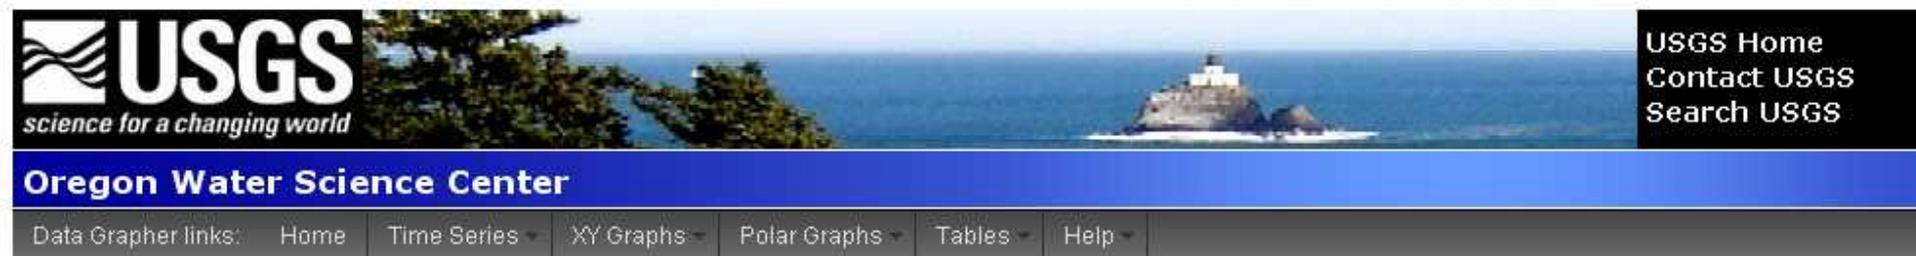 USGS
science for a changing world
USGS Home
Contact USGS
Search USGS
Oregon Water Science Center
Data Grapher links: Home Time Series XY Graphs Polar Graphs Tables Help